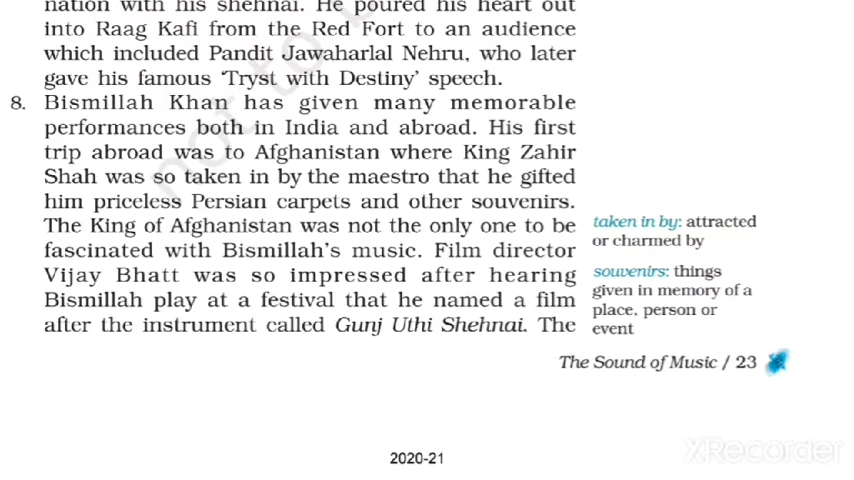 nation with his shehnai. He poured his heart out
into Raag Kafi from the Red Fort to an audience
which included Pandit Jawaharlal Nehru, who later
gave his famous ‘Tryst with Destiny’ speech.
8. Bismillah Khan has given many memorable
performances both in India and abroad. His first
trip abroad was to Afghanistan where King Zahir
Shah was so taken in by the maestro that he gifted
him priceless Persian carpets and other souvenirs.
The King of Afghanistan was not the only one to be
fascinated with Bismillah’s music. Film director
Vijay Bhatt was so impressed after hearing
Bismillah play at a festival that he named a film
after the instrument called Gunj Uthi Shehnai. The
taken in by: attracted
or charmed by
souvenirs: things
given in memory of a
place, person or
event
The Sound of Music / 23
2020-21
not to b
XRecorder